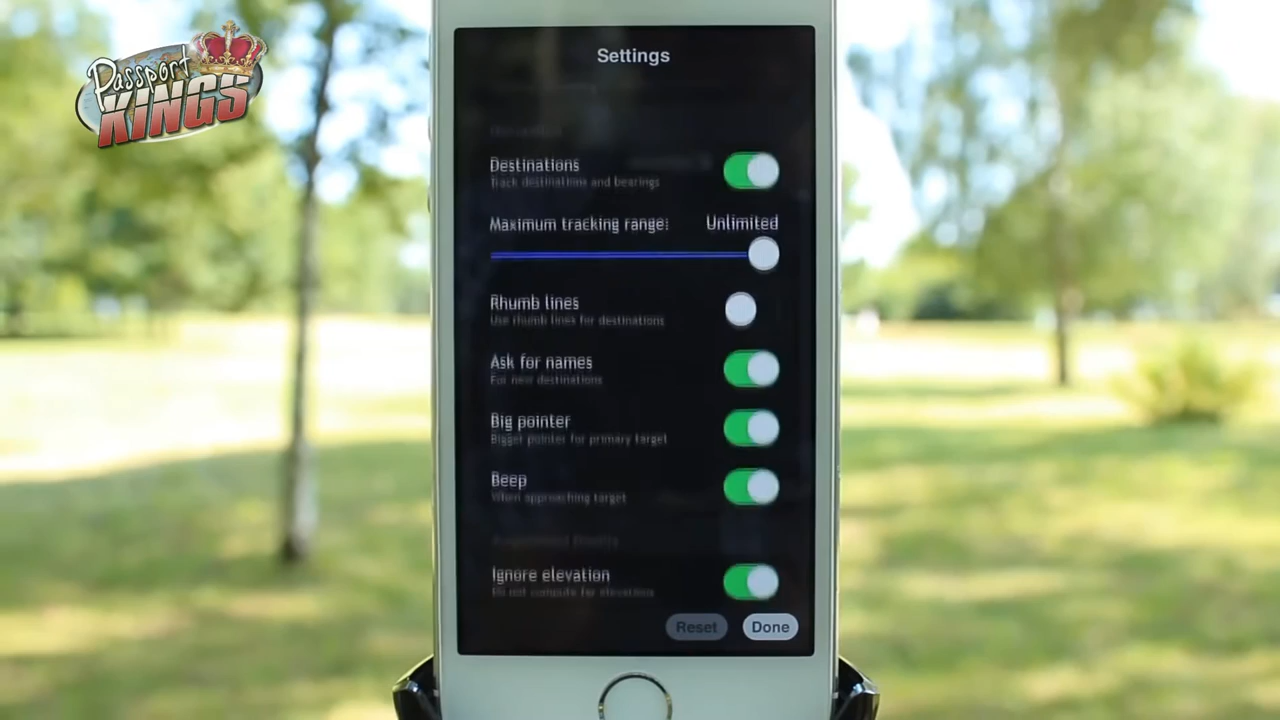 Passport
KINGS
Settings
Destinations
Track destinations and bearings
Maximum tracking range: Unlimited
Rhumb lines
Use rhumb lines for destinations
Ask for names
For new destinations
Big pointer
Bigger pointer for primary target
Beep
When approaching target
Ignore elevation
Do not compute for elevations
Reset Done